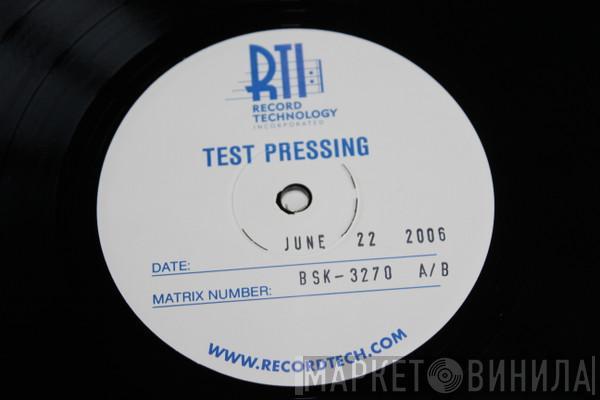 RTI
RECORD
TECHNOLOGY
INCORPORATED
TEST PRESSING
JUNE 22 2006
DATE:
BSK-3270 A/B
MATRIX NUMBER:
WWW.RECORDTECH.COM
МАРКЕТ ВИНИЛА